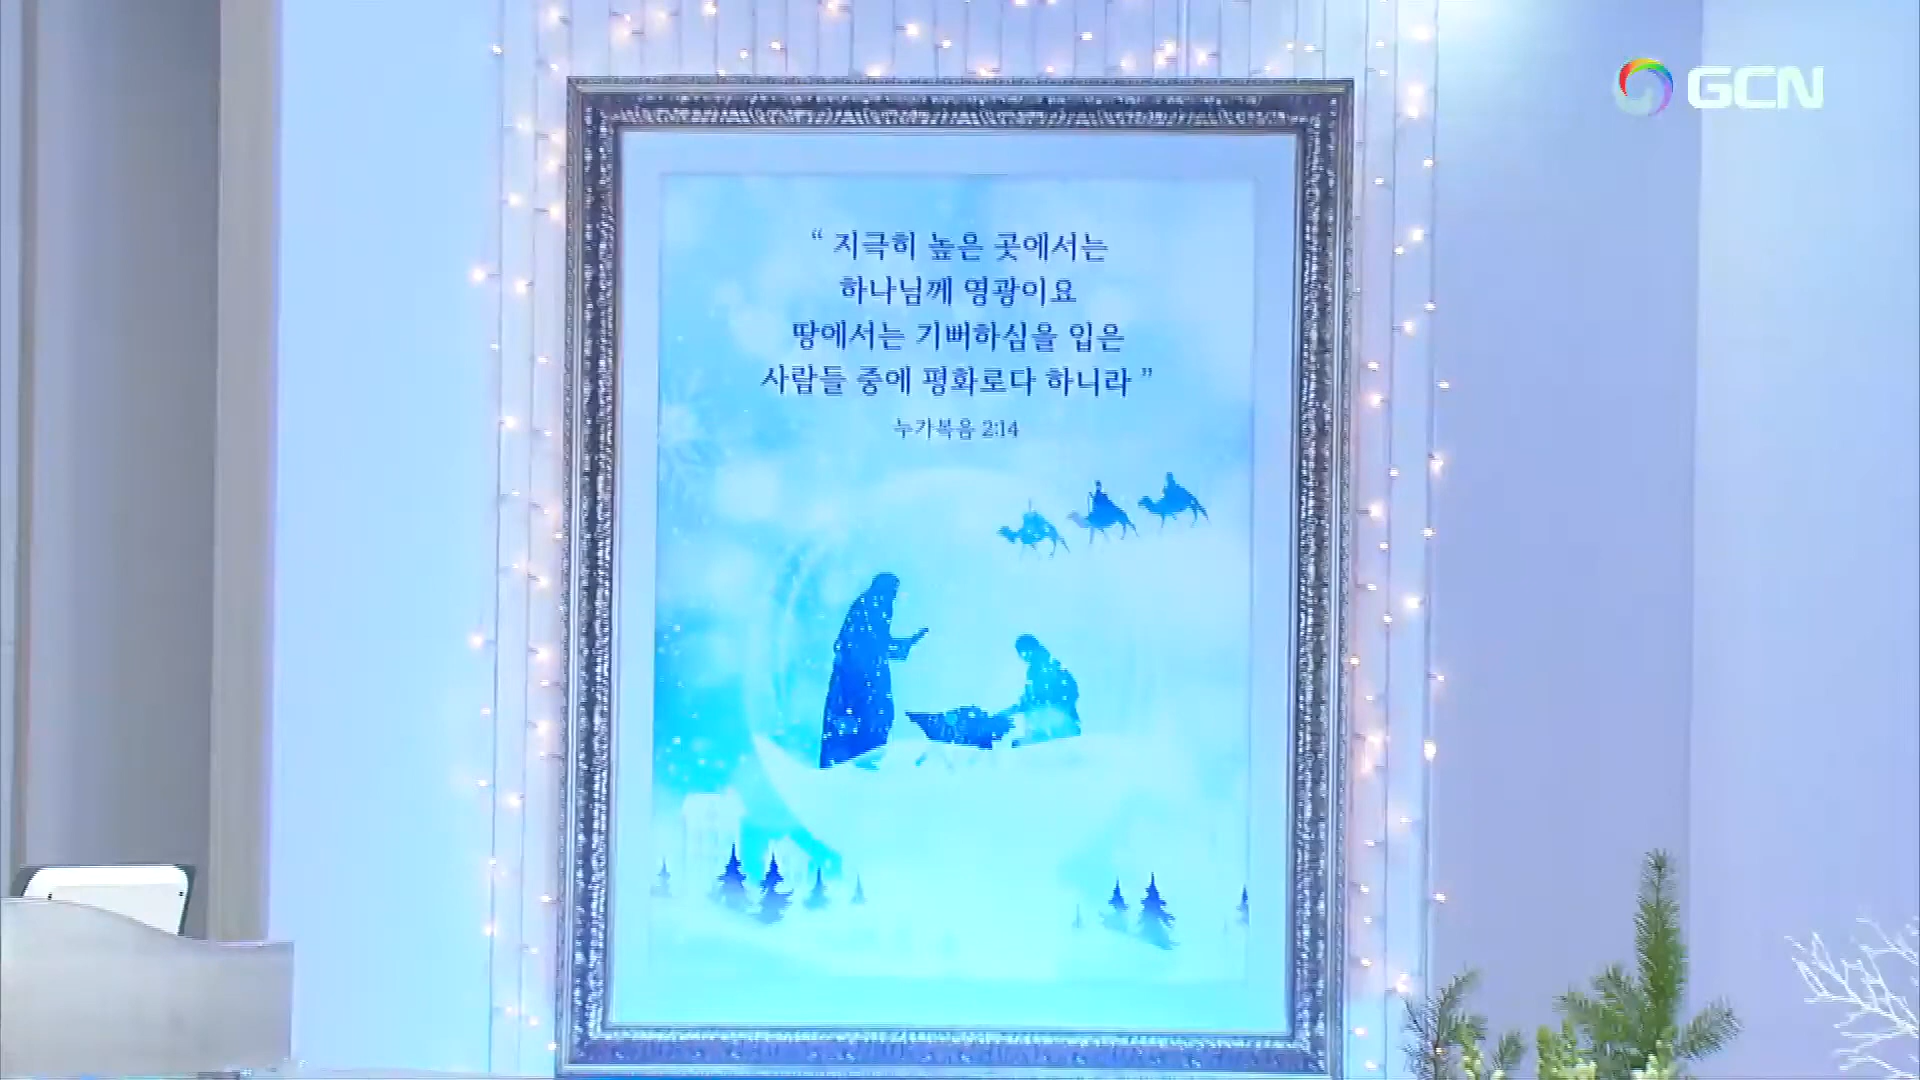 “ 지극히 높은 곳에서는
하나님께 영광이요
땅에서는 기뻐하심을 입은
사람들 중에 평화로다 하니라 ”
누가복음 2:14
GCN